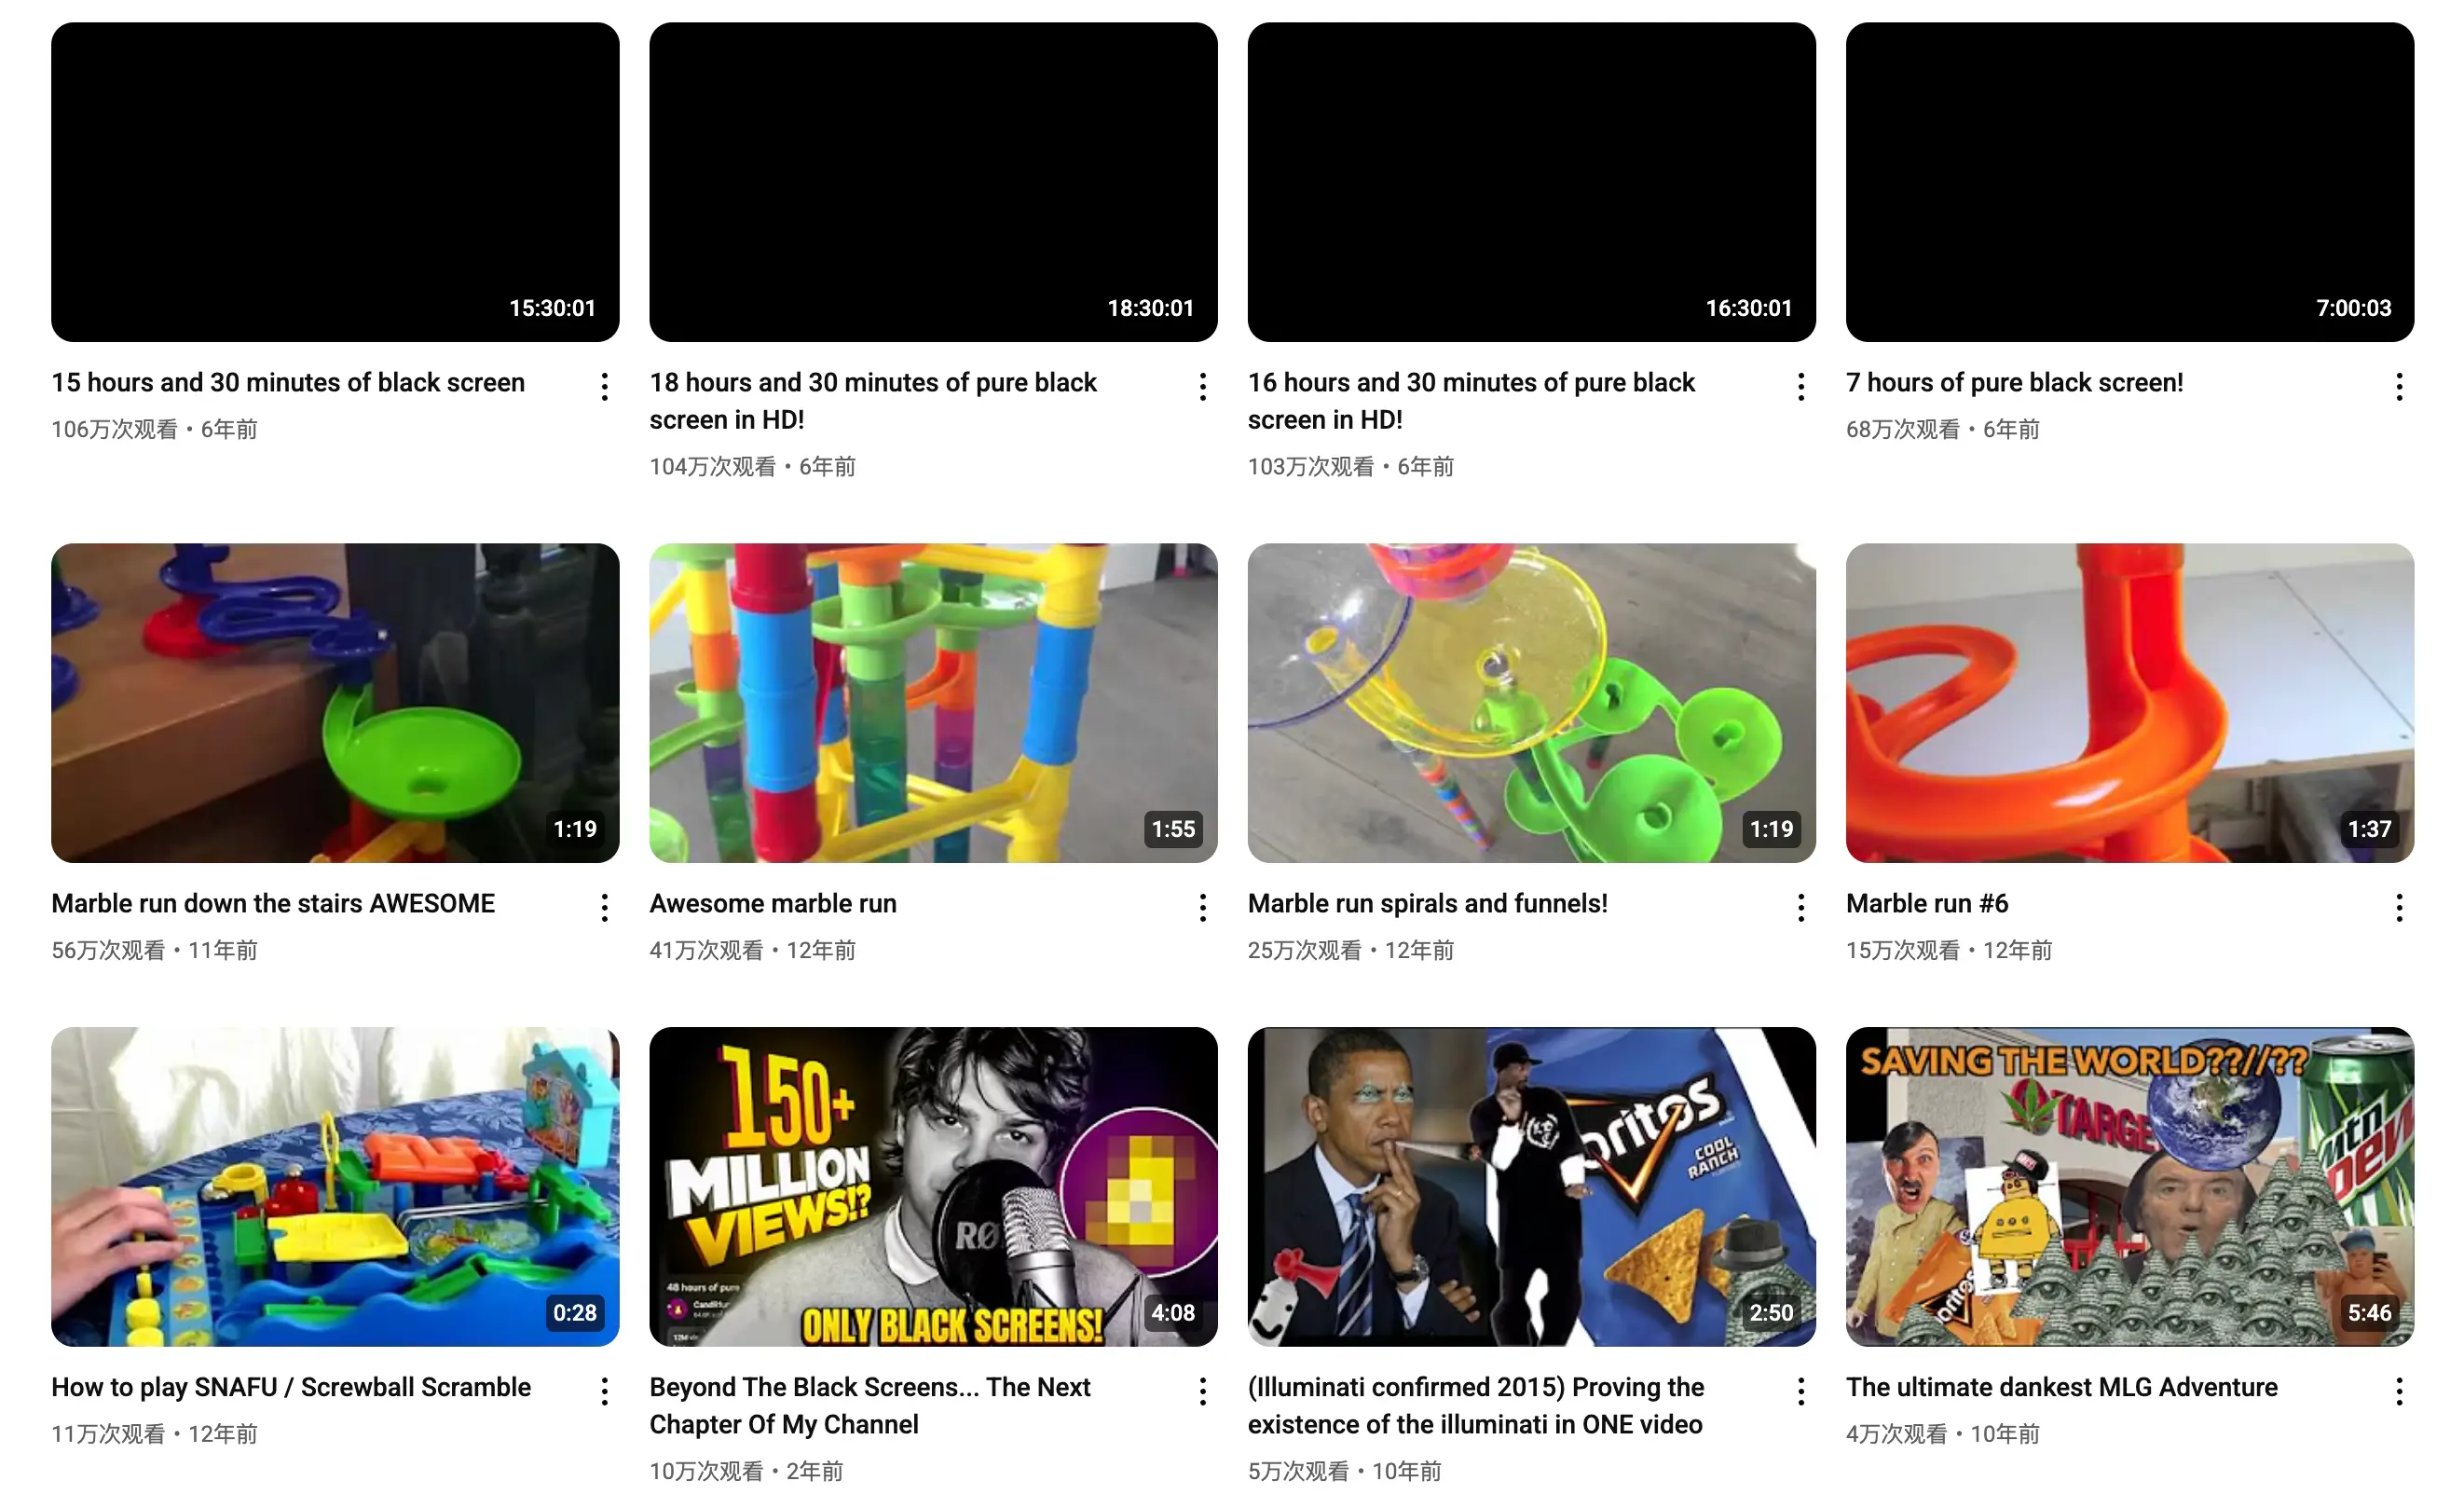 15:30:01
18:30:01
16:30:01
7:00:03
15 hours and 30 minutes of black screen
106万次观看・6年前
18 hours and 30 minutes of pure black
screen in HD!
104万次观看・6年前
16 hours and 30 minutes of pure black
screen in HD!
103万次观看・6年前
7 hours of pure black screen!
68万次观看・6年前
1:19
1:55
1:19
1:37
Marble run down the stairs AWESOME
56万次观看・11年前
Awesome marble run
41万次观看・12年前
Marble run spirals and funnels!
25万次观看・12年前
Marble run #6
15万次观看・12年前
0:28
150+
MILLION
VIEWS!?
RØ
48 hours of pure
ONLY BLACK SCREENS!
4:08
oritos
COOL
RANCH
2:50
SAVING THE WORLD??//??
TARGE
mtn
DEW
oritos
5:46
How to play SNAFU / Screwball Scramble
11万次观看・12年前
Beyond The Black Screens... The Next
Chapter Of My Channel
10万次观看・2年前
(Illuminati confirmed 2015) Proving the
existence of the illuminati in ONE video
5万次观看・10年前
The ultimate dankest MLG Adventure
4万次观看・10年前